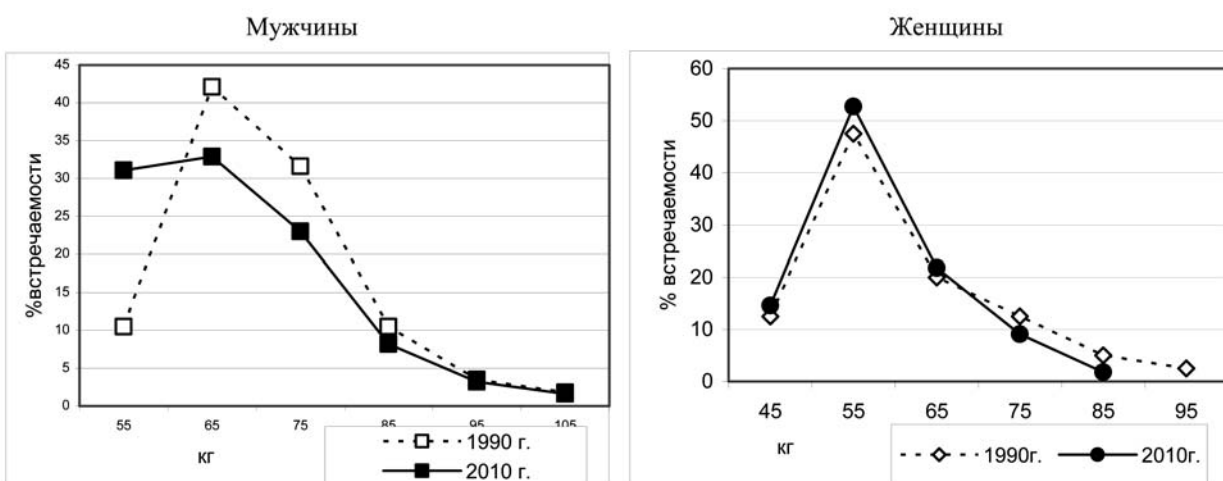 Мужчины
45
40
35
30
25
20
15
10
5
0
%встречаемости
55 65 75 85 95 105
кг
1990 г.
2010 г.
Женщины
60
50
40
30
20
10
0
% встречаемости
45 55 65 75 85 95
кг
1990г.
2010г.